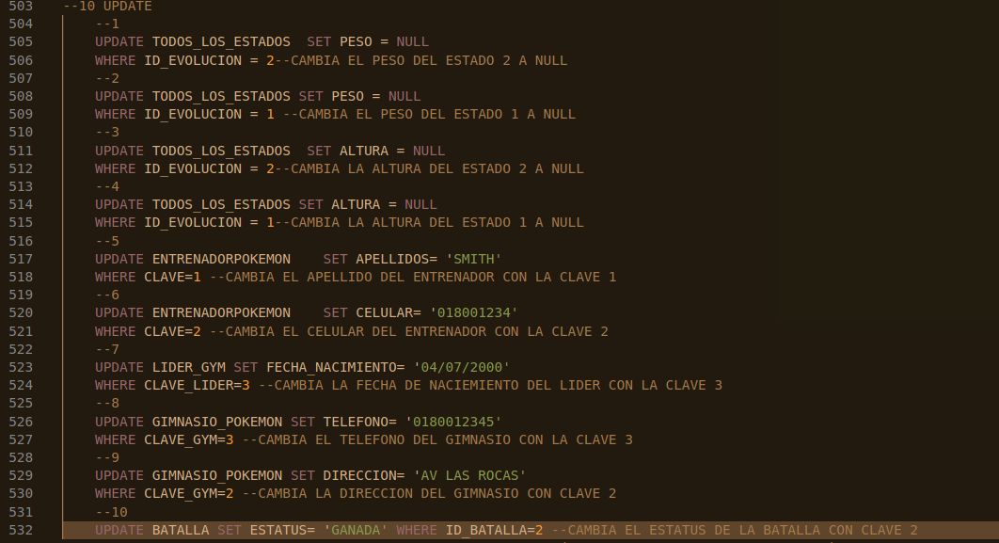 503 --10 UPDATE
504 --1
505 UPDATE TODOS_LOS_ESTADOS  SET PESO = NULL
506 WHERE ID_EVOLUCION = 2--CAMBIA EL PESO DEL ESTADO 2 A NULL
507 --2
508 UPDATE TODOS_LOS_ESTADOS SET PESO = NULL
509 WHERE ID_EVOLUCION = 1 --CAMBIA EL PESO DEL ESTADO 1 A NULL
510 --3
511 UPDATE TODOS_LOS_ESTADOS  SET ALTURA = NULL
512 WHERE ID_EVOLUCION = 2--CAMBIA LA ALTURA DEL ESTADO 2 A NULL
513 --4
514 UPDATE TODOS_LOS_ESTADOS SET ALTURA = NULL
515 WHERE ID_EVOLUCION = 1--CAMBIA LA ALTURA DEL ESTADO 1 A NULL
516 --5
517 UPDATE ENTRENADORPOKEMON    SET APELLIDOS= 'SMITH'
518 WHERE CLAVE=1 --CAMBIA EL APELLIDO DEL ENTRENADOR CON LA CLAVE 1
519 --6
520 UPDATE ENTRENADORPOKEMON    SET CELULAR= '018001234'
521 WHERE CLAVE=2 --CAMBIA EL CELULAR DEL ENTRENADOR CON LA CLAVE 2
522 --7
523 UPDATE LIDER_GYM SET FECHA_NACIMIENTO= '04/07/2000'
524 WHERE CLAVE_LIDER=3 --CAMBIA LA FECHA DE NACIEMIENTO DEL LIDER CON LA CLAVE 3
525 --8
526 UPDATE GIMNASIO_POKEMON SET TELEFONO= '0180012345'
527 WHERE CLAVE_GYM=3 --CAMBIA EL TELEFONO DEL GIMNASIO CON LA CLAVE 3
528 --9
529 UPDATE GIMNASIO_POKEMON SET DIRECCION= 'AV LAS ROCAS'
530 WHERE CLAVE_GYM=2 --CAMBIA LA DIRECCION DEL GIMNASIO CON CLAVE 2
531 --10
532 UPDATE BATALLA SET ESTATUS= 'GANADA' WHERE ID_BATALLA=2 --CAMBIA EL ESTATUS DE LA BATALLA CON CLAVE 2